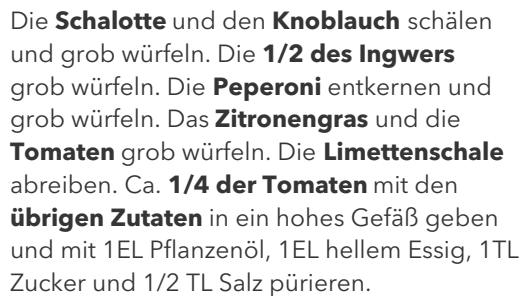 Die Schalotte und den Knoblauch schälen
und grob würfeln. Die 1/2 des Ingwers
grob würfeln. Die Peperoni entkernen und
grob würfeln. Das Zitronengras und die
Tomaten grob würfeln. Die Limettenschale
abreiben. Ca. 1/4 der Tomaten mit den
übrigen Zutaten in ein hohes Gefäß geben
und mit 1EL Pflanzenöl, 1EL hellem Essig, 1TL
Zucker und 1/2 TL Salz pürieren.